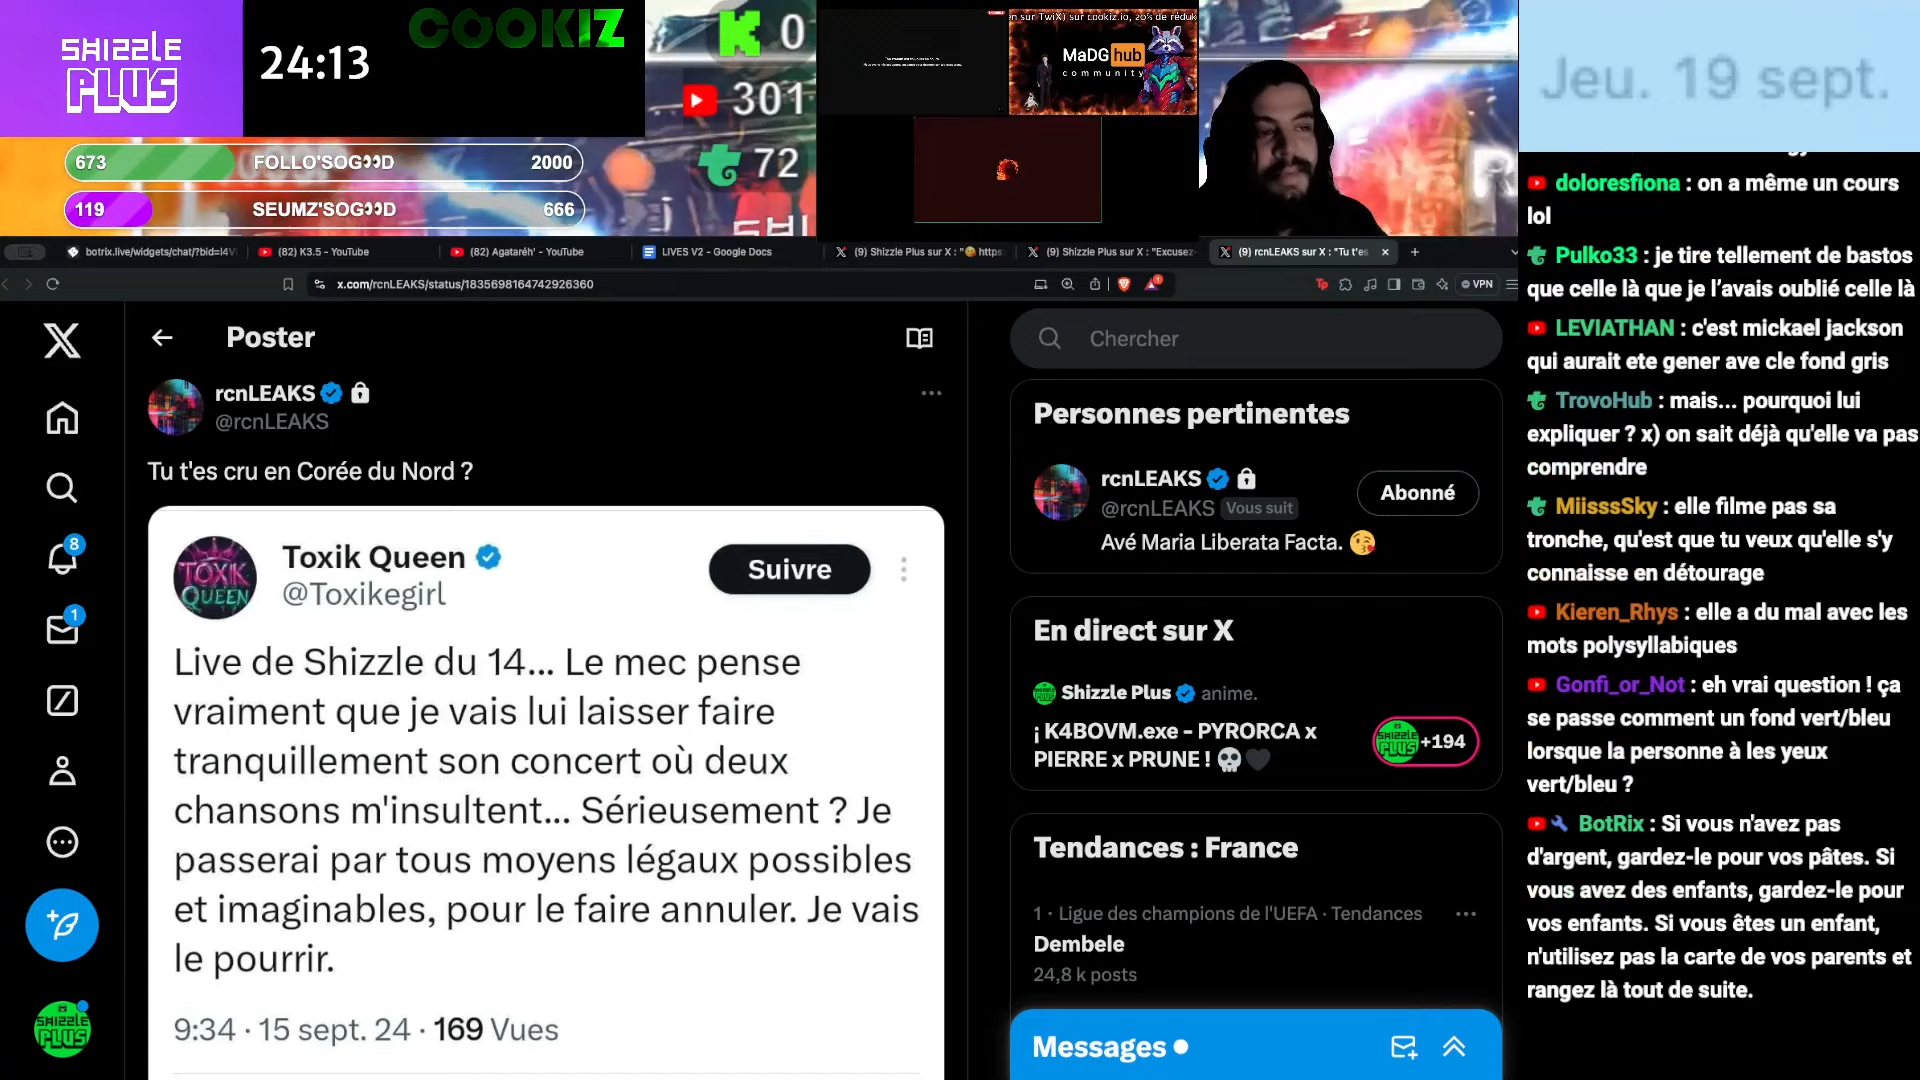 SHIZZLE
PLUS
24:13
COOKIZ
673 FOLLO'SOG👀D 2000
119 SEUMZ'SOG👀D 666
K 0
301
72
SHI
en sur TwiX) sur cookiz.io, 20% de réduk
MaDG hub
community
Jeu. 19 sept.
botrix.live/widgets/chat/?bid=I4V
(82) K3.5 - YouTube
(82) Agataréh' - YouTube
LIVES V2 - Google Docs
(9) Shizzle Plus sur X : "😘 https:
(9) Shizzle Plus sur X : "Excusez-
(9) rcnLEAKS sur X : "Tu t'es
x.com/rcnLEAKS/status/1835698164742926360
VPN
Poster
rcnLEAKS
@rcnLEAKS
Tu t'es cru en Corée du Nord ?
TOXIK
QUEEN
Toxik Queen
@Toxikegirl
Suivre
Live de Shizzle du 14... Le mec pense
vraiment que je vais lui laisser faire
tranquillement son concert où deux
chansons m'insultent... Sérieusement ? Je
passerai par tous moyens légaux possibles
et imaginables, pour le faire annuler. Je vais
le pourrir.
9:34 · 15 sept. 24 · 169 Vues
8
1
SHIZZLE
PLUS
Chercher
Personnes pertinentes
rcnLEAKS
@rcnLEAKS Vous suit
Abonné
Avé Maria Liberata Facta. 😘
En direct sur X
Shizzle Plus anime.
¡ K4BOVM.exe - PYRORCA x
PIERRE x PRUNE ! 💀🖤
SHIZZLE
PLUS
+194
Tendances : France
1 · Ligue des champions de l'UEFA · Tendances
Dembele
24,8 k posts
Messages
doloresfiona : on a même un cours
lol
Pulko33 : je tire tellement de bastos
que celle là que je l'avais oublié celle là
LEVIATHAN : c'est mickael jackson
qui aurait ete gener ave cle fond gris
TrovoHub : mais... pourquoi lui
expliquer ? x) on sait déjà qu'elle va pas
comprendre
MiisssSky : elle filme pas sa
tronche, qu'est que tu veux qu'elle s'y
connaisse en détourage
Kieren_Rhys : elle a du mal avec les
mots polysyllabiques
Gonfi_or_Not : eh vrai question ! ça
se passe comment un fond vert/bleu
lorsque la personne à les yeux
vert/bleu ?
BotRix : Si vous n'avez pas
d'argent, gardez-le pour vos pâtes. Si
vous avez des enfants, gardez-le pour
vos enfants. Si vous êtes un enfant,
n'utilisez pas la carte de vos parents et
rangez là tout de suite.